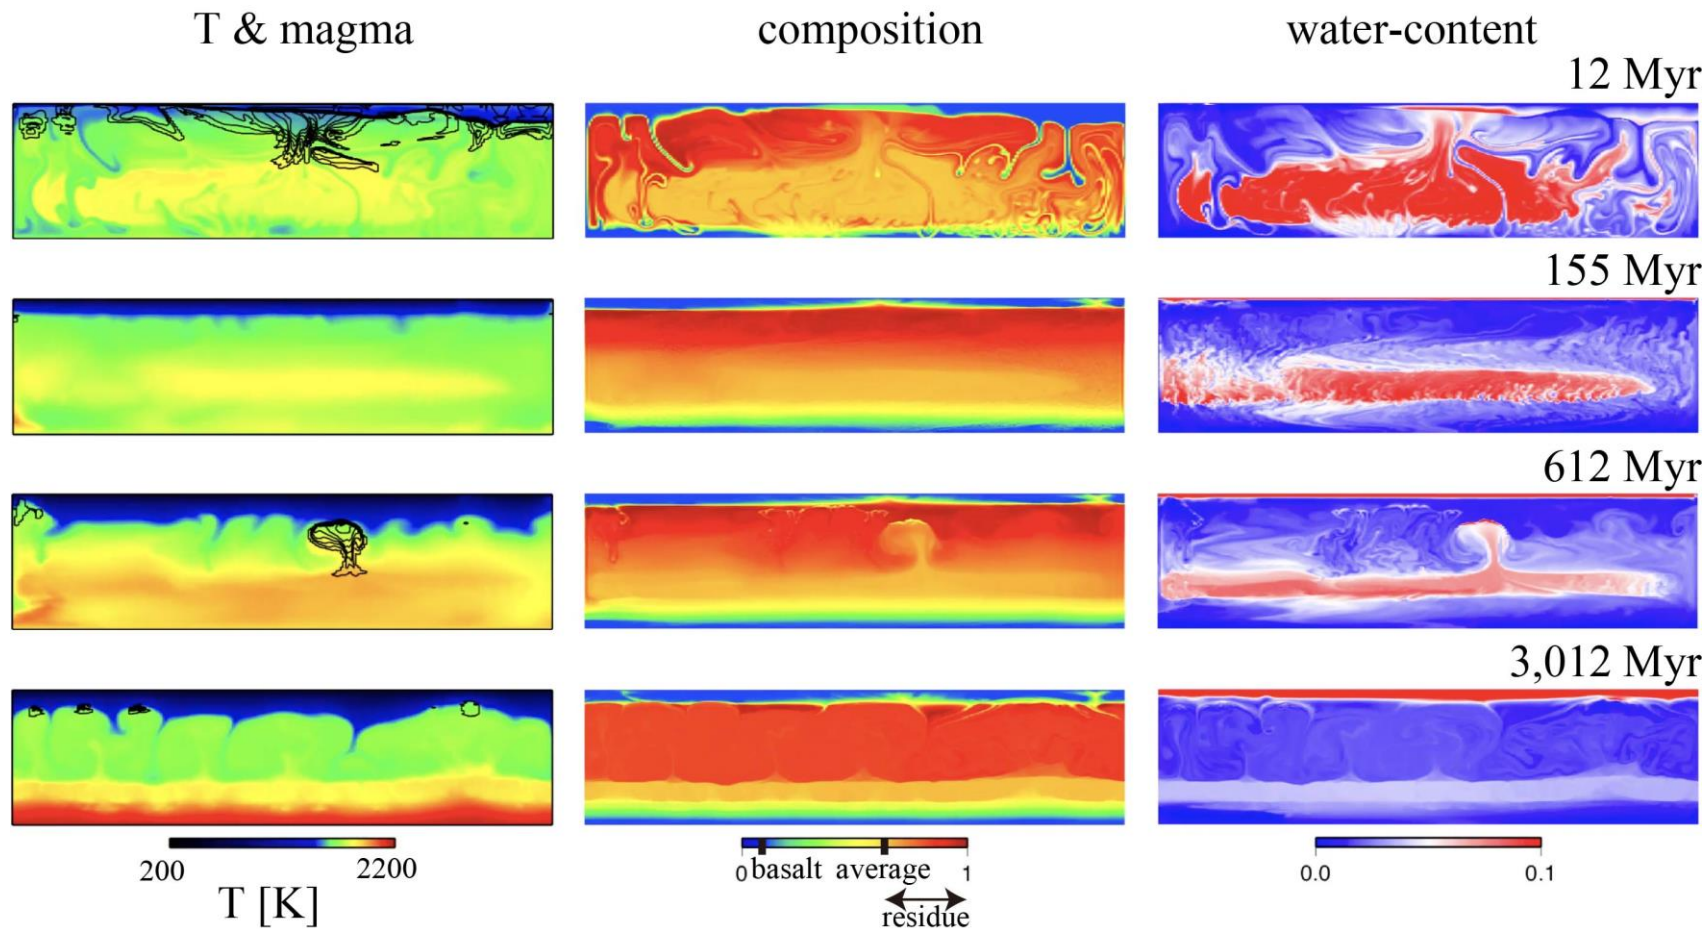 T & magma composition water-content
12 Myr
155 Myr
612 Myr
3,012 Myr
200 2200 0 basalt average 1 0.0 0.1
T [K] residue